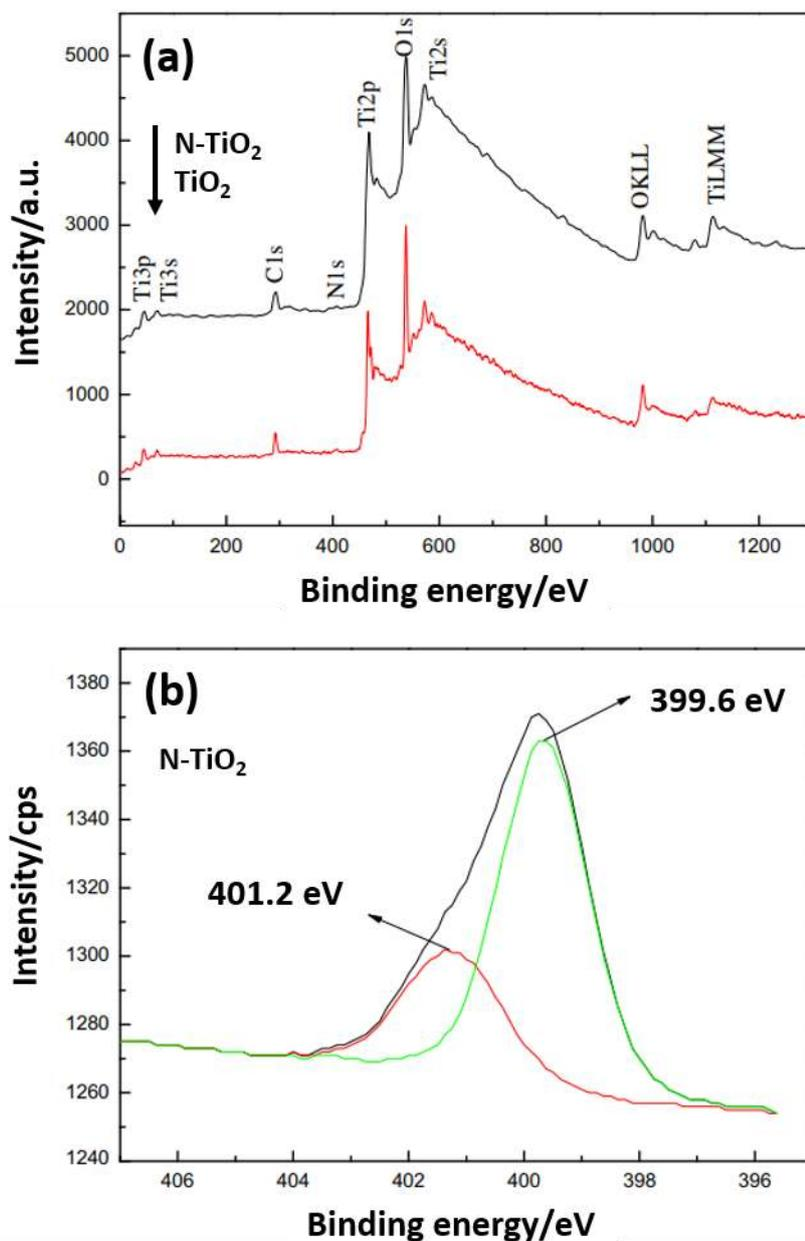 (a)
N-TiO₂
TiO₂
Ti3p
Ti3s
C1s
N1s
Ti2p
O1s
Ti2s
OKLL
TiLMM
5000
4000
3000
2000
1000
0
Intensity/a.u.
0 200 400 600 800 1000 1200
Binding energy/eV
(b)
N-TiO₂
399.6 eV
401.2 eV
1380
1360
1340
1320
1300
1280
1260
1240
Intensity/cps
406 404 402 400 398 396
Binding energy/eV